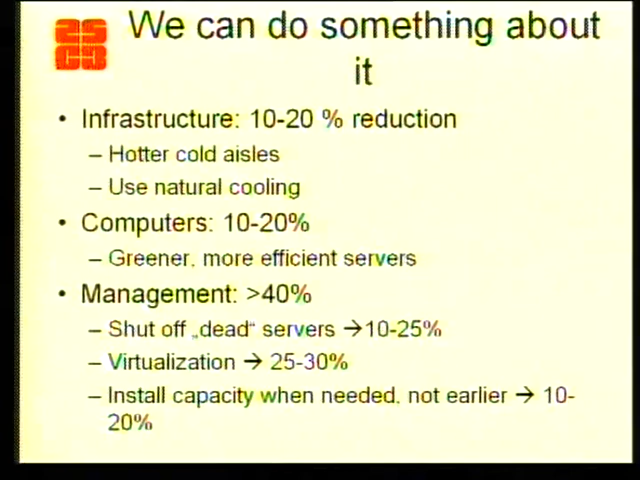 We can do something about
it
• Infrastructure: 10-20 % reduction
– Hotter cold aisles
– Use natural cooling
• Computers: 10-20%
– Greener, more efficient servers
• Management: >40%
– Shut off „dead“ servers →10-25%
– Virtualization → 25-30%
– Install capacity when needed, not earlier → 10-
20%